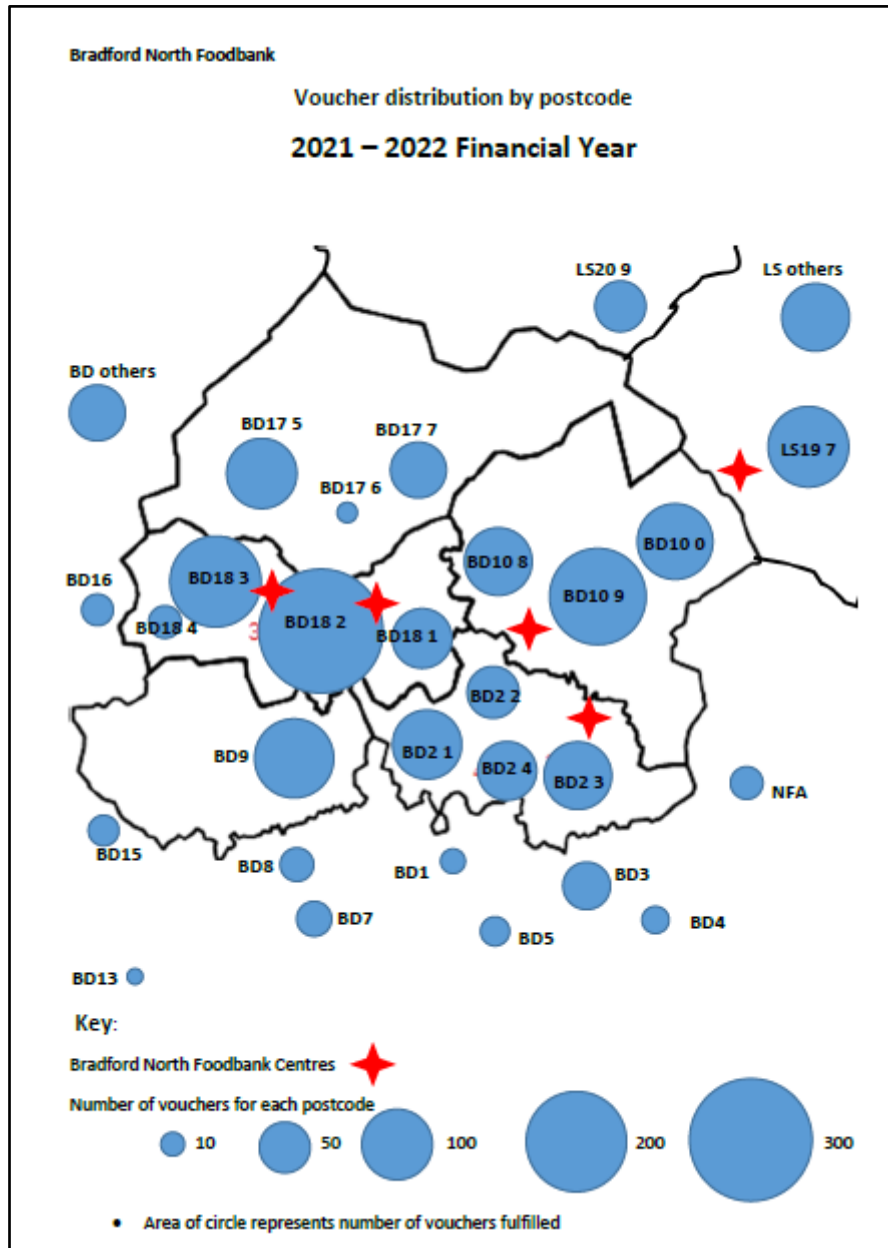 Bradford North Foodbank
Voucher distribution by postcode
2021 – 2022 Financial Year
LS20 9
LS others
BD others
BD17 5
BD17 7
LS19 7
BD17 6
BD10 0
BD10 8
BD16
BD18 3
BD10 9
BD18 4
3
BD18 2
BD18 1
BD2 2
BD9
BD2 1
BD2 4
BD2 3
NFA
BD15
BD8
BD1
BD3
BD7
BD5
BD4
BD13
Key:
Bradford North Foodbank Centres
Number of vouchers for each postcode
10 50 100 200 300
• Area of circle represents number of vouchers fulfilled